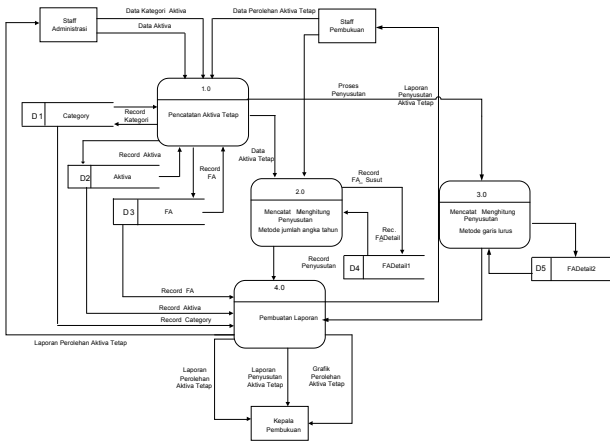 Staff
Administrasi
Data Kategori Aktiva
Data Aktiva
Data Perolehan Aktiva Tetap
Staff
Pembukuan
1.0
Pencatatan Aktiva Tetap
Proses
Penyusutan
Laporan
Penyusutan
Aktiva Tetap
D 1
Category
Record
Kategori
Record Aktiva
Record
FA
Data
Aktiva Tetap
D2
Aktiva
D 3
FA
Record
FA_ Susut
2.0
Mencatat Menghitung
Penyusutan
Metode jumlah angka tahun
Rec.
FADetail
3.0
Mencatat Menghitung
Penyusutan
Metode garis lurus
D4
FADetail1
D5
FADetail2
Record
Penyusutan
4.0
Pembuatan Laporan
Record FA
Record Aktiva
Record Category
Laporan Perolehan Aktiva Tetap
Laporan
Perolehan
Aktiva Tetap
Laporan
Penyusutan
Aktiva Tetap
Grafik
Perolehan
Aktiva Tetap
Kepala
Pembukuan